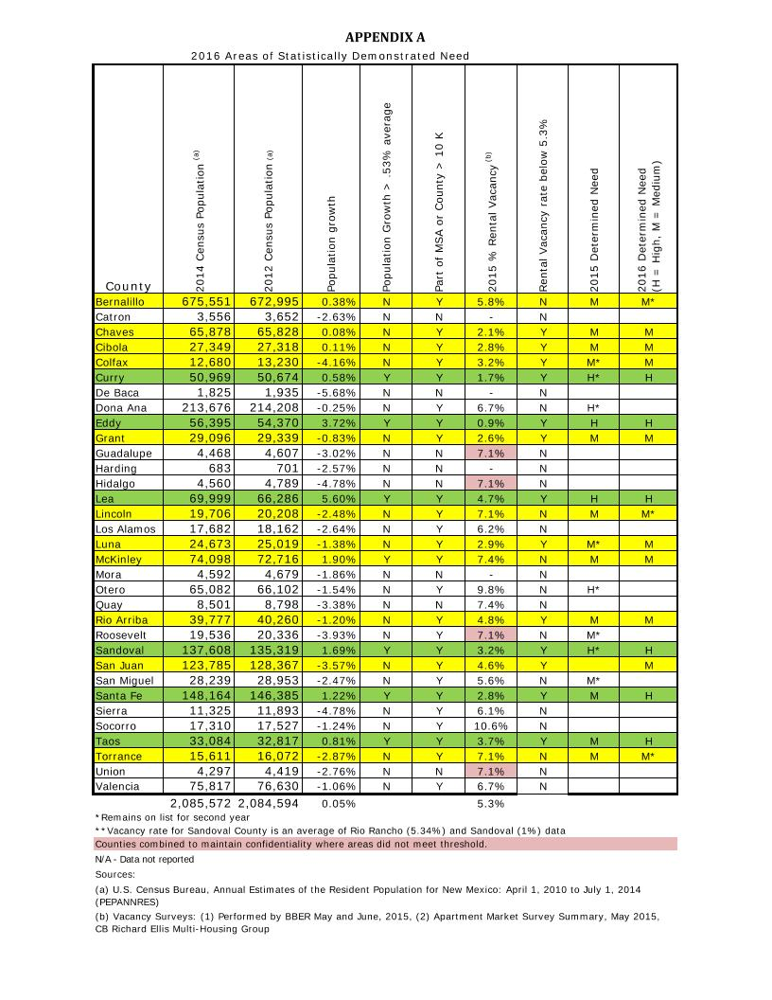 APPENDIX A
2016 Areas of Statistically Demonstrated Need
County 2014 Census Population (a) 2012 Census Population (a) Population growth Population Growth > .53% average Part of MSA or County > 10 K 2015 % Rental Vacancy (b) Rental Vacancy rate below 5.3% 2015 Determined Need 2016 Determined Need (H = High, M = Medium)
Bernalillo 675,551 672,995 0.38% N Y 5.8% N M M*
Catron 3,556 3,652 -2.63% N N - N
Chaves 65,878 65,828 0.08% N Y 2.1% Y M M
Cibola 27,349 27,318 0.11% N Y 2.8% Y M M
Colfax 12,680 13,230 -4.16% N Y 3.2% Y M* M
Curry 50,969 50,674 0.58% Y Y 1.7% Y H* H
De Baca 1,825 1,935 -5.68% N N - N
Dona Ana 213,676 214,208 -0.25% N Y 6.7% N H*
Eddy 56,395 54,370 3.72% Y Y 0.9% Y H H
Grant 29,096 29,339 -0.83% N Y 2.6% Y M M
Guadalupe 4,468 4,607 -3.02% N N 7.1% N
Harding 683 701 -2.57% N N - N
Hidalgo 4,560 4,789 -4.78% N N 7.1% N
Lea 69,999 66,286 5.60% Y Y 4.7% Y H H
Lincoln 19,706 20,208 -2.48% N Y 7.1% N M M*
Los Alamos 17,682 18,162 -2.64% N Y 6.2% N
Luna 24,673 25,019 -1.38% N Y 2.9% Y M* M
McKinley 74,098 72,716 1.90% Y Y 7.4% N M M
Mora 4,592 4,679 -1.86% N N - N
Otero 65,082 66,102 -1.54% N Y 9.8% N H*
Quay 8,501 8,798 -3.38% N N 7.4% N
Rio Arriba 39,777 40,260 -1.20% N Y 4.8% Y M M
Roosevelt 19,536 20,336 -3.93% N Y 7.1% N M*
Sandoval 137,608 135,319 1.69% Y Y 3.2% Y H* H
San Juan 123,785 128,367 -3.57% N Y 4.6% Y M
San Miguel 28,239 28,953 -2.47% N Y 5.6% N M*
Santa Fe 148,164 146,385 1.22% Y Y 2.8% Y M H
Sierra 11,325 11,893 -4.78% N Y 6.1% N
Socorro 17,310 17,527 -1.24% N Y 10.6% N
Taos 33,084 32,817 0.81% Y Y 3.7% Y M H
Torrance 15,611 16,072 -2.87% N Y 7.1% N M M*
Union 4,297 4,419 -2.76% N N 7.1% N
Valencia 75,817 76,630 -1.06% N Y 6.7% N
2,085,572 2,084,594 0.05% 5.3%
*Remains on list for second year
**Vacancy rate for Sandoval County is an average of Rio Rancho (5.34%) and Sandoval (1%) data
Counties combined to maintain confidentiality where areas did not meet threshold.
N/A - Data not reported
Sources:
(a) U.S. Census Bureau, Annual Estimates of the Resident Population for New Mexico: April 1, 2010 to July 1, 2014
(PEPANNRES)
(b) Vacancy Surveys: (1) Performed by BBER May and June, 2015, (2) Apartment Market Survey Summary, May 2015,
CB Richard Ellis Multi-Housing Group